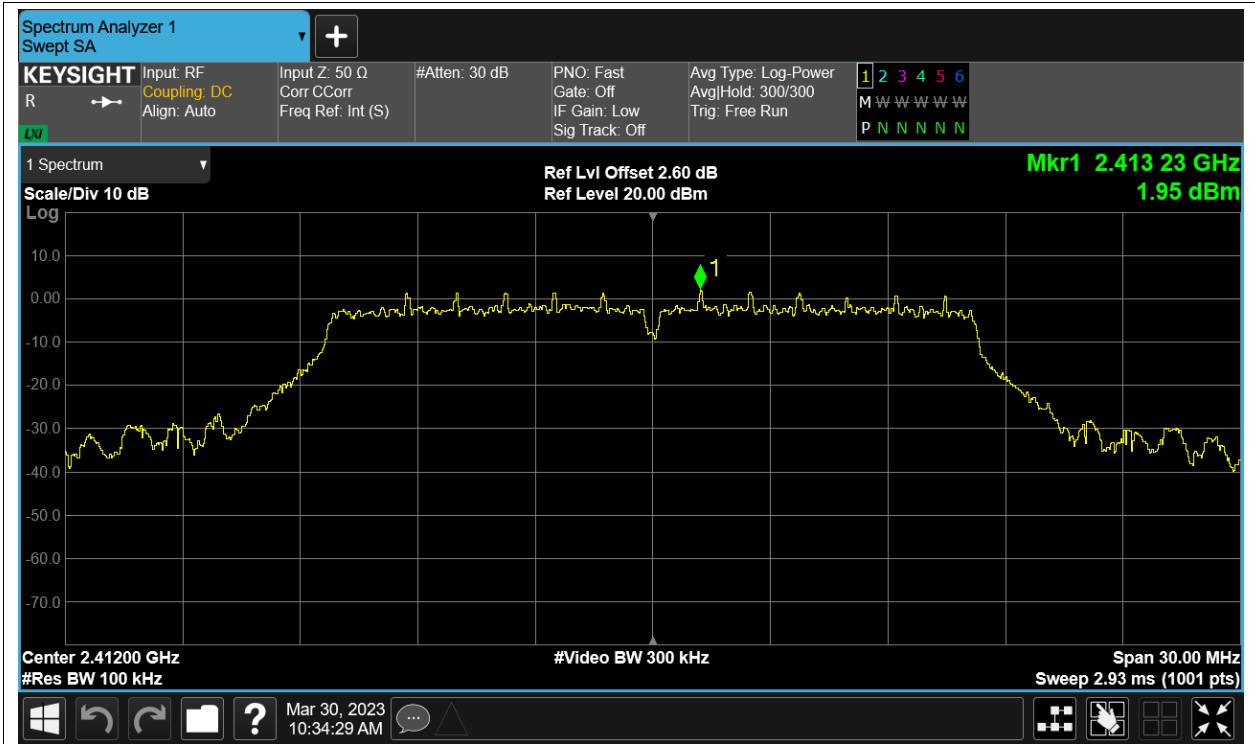 Spectrum Analyzer 1
Swept SA
+
KEYSIGHT
R
LXI
Input: RF
Coupling: DC
Align: Auto
Input Z: 50 Ω
Corr CCorr
Freq Ref: Int (S)
#Atten: 30 dB
PNO: Fast
Gate: Off
IF Gain: Low
Sig Track: Off
Avg Type: Log-Power
Avg|Hold: 300/300
Trig: Free Run
1 2 3 4 5 6
M W W W W W
P N N N N N
1 Spectrum
Scale/Div 10 dB
Log
Ref Lvl Offset 2.60 dB
Ref Level 20.00 dBm
Mkr1 2.413 23 GHz
1.95 dBm
1
10.0
0.00
-10.0
-20.0
-30.0
-40.0
-50.0
-60.0
-70.0
Center 2.41200 GHz
#Res BW 100 kHz
#Video BW 300 kHz
Span 30.00 MHz
Sweep 2.93 ms (1001 pts)
?
Mar 30, 2023
10:34:29 AM